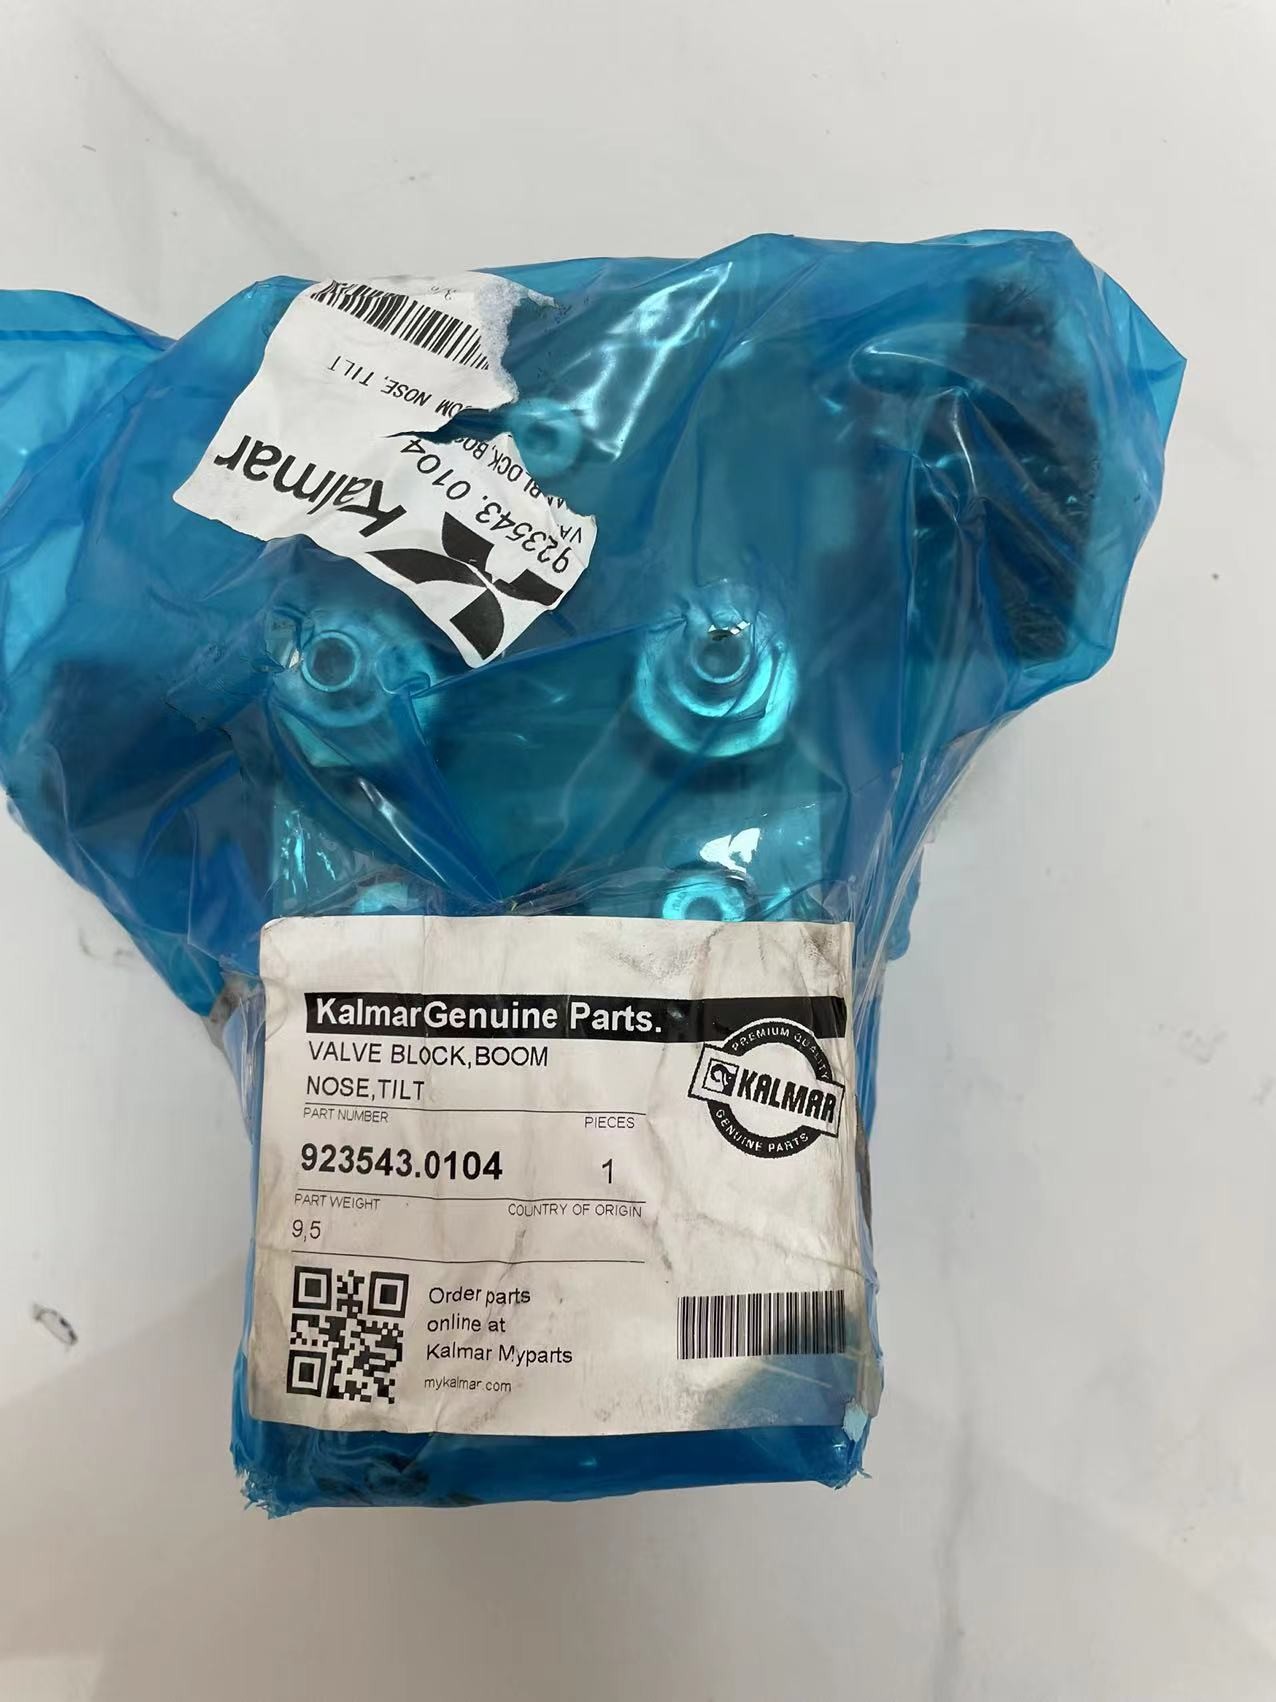 NOSE, TILT
Kalmar
923543.0104
KalmarGenuine Parts.
VALVE BLOCK,BOOM
NOSE,TILT
PART NUMBER
PIECES
923543.0104
1
PART WEIGHT
COUNTRY OF ORIGIN
9,5
PREMIUM QUALITY
KALMAR
GENUINE PARTS
Order parts
online at
Kalmar Myparts
mykalmar.com